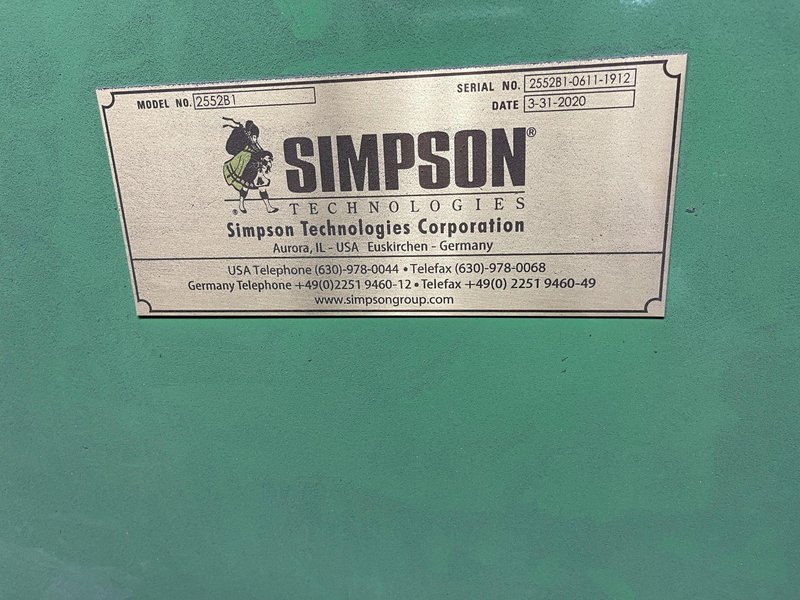 MODEL NO. 2552B1
SERIAL NO. 2552B1-0611-1912
DATE 3-31-2020
SIMPSON®
® TECHNOLOGIES
Simpson Technologies Corporation
Aurora, IL - USA Euskirchen - Germany
USA Telephone (630)-978-0044 • Telefax (630)-978-0068
Germany Telephone +49(0)2251 9460-12 • Telefax +49(0) 2251 9460-49
www.simpsongroup.com